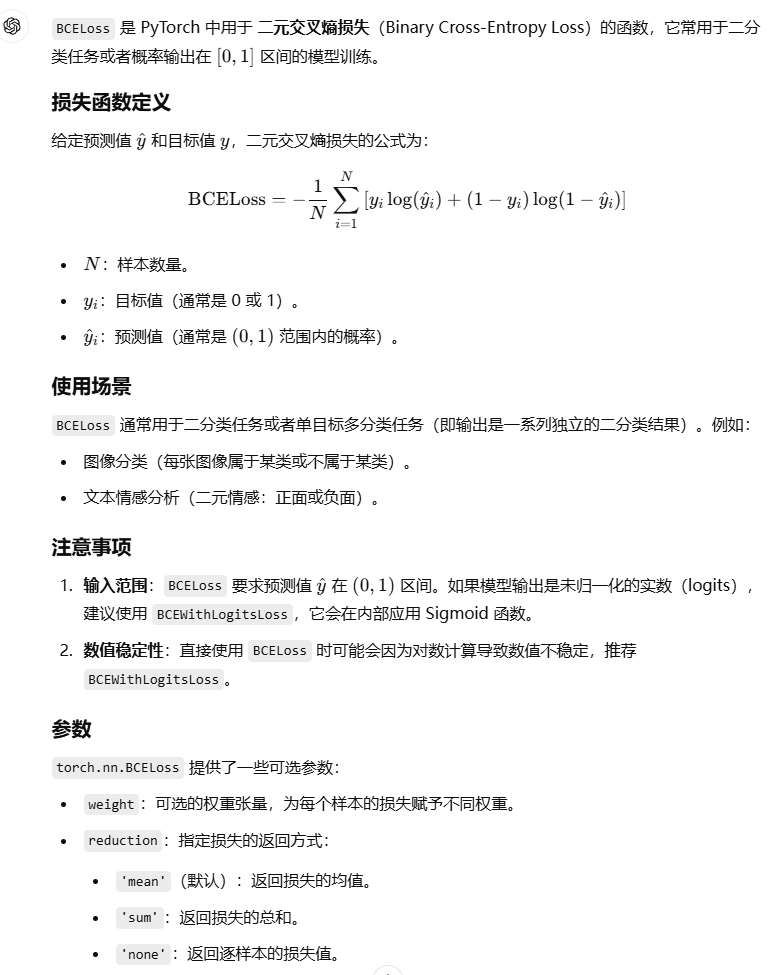 BCELoss 是 PyTorch 中用于 二元交叉熵损失（Binary Cross-Entropy Loss）的函数，它常用于二分
类任务或者概率输出在 [0, 1] 区间的模型训练。
损失函数定义
给定预测值 ŷ 和目标值 y，二元交叉熵损失的公式为：
BCELoss = −\frac{1}{N} \sum_{i=1}^{N} [y_i log(ŷ_i) + (1 − y_i) log(1 − ŷ_i)]
• N：样本数量。
• y_i：目标值（通常是 0 或 1）。
• ŷ_i：预测值（通常是 (0, 1) 范围内的概率）。
使用场景
BCELoss 通常用于二分类任务或者单目标多分类任务（即输出是一系列独立的二分类结果）。例如：
• 图像分类（每张图像属于某类或不属于某类）。
• 文本情感分析（二元情感：正面或负面）。
注意事项
1. 输入范围：BCELoss 要求预测值 ŷ 在 (0, 1) 区间。如果模型输出是未归一化的实数（logits），
建议使用 BCEWithLogitsLoss，它会在内部应用 Sigmoid 函数。
2. 数值稳定性：直接使用 BCELoss 时可能会因为对数计算导致数值不稳定，推荐
BCEWithLogitsLoss。
参数
torch.nn.BCELoss 提供了一些可选参数：
• weight：可选的权重张量，为每个样本的损失赋予不同权重。
• reduction：指定损失的返回方式：
• 'mean'（默认）：返回损失的均值。
• 'sum'：返回损失的总和。
• 'none'：返回逐样本的损失值。